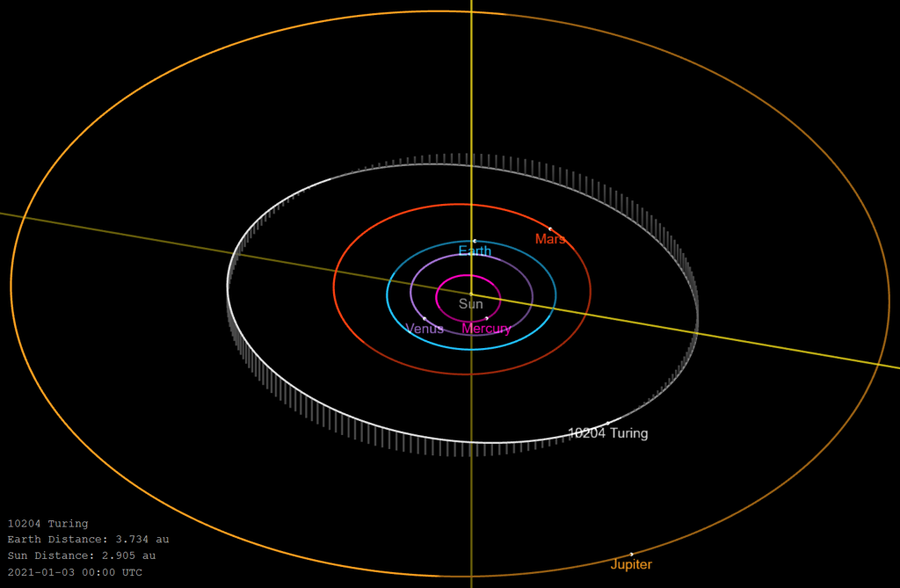 Mars
Earth
Sun
Venus
Mercury
10204 Turing
Jupiter
10204 Turing
Earth Distance: 3.734 au
Sun Distance: 2.905 au
2021-01-03 00:00 UTC